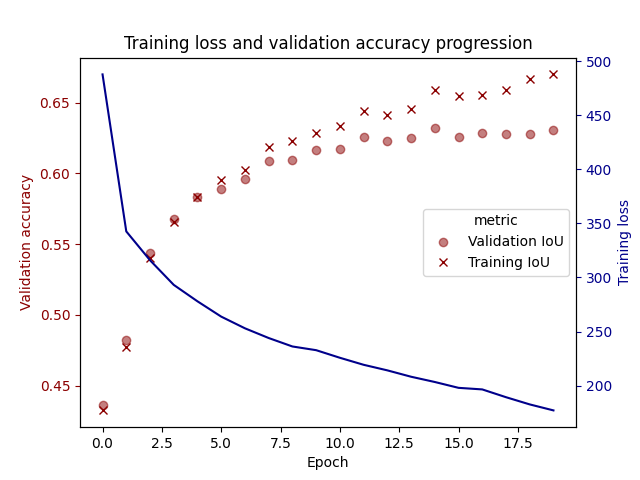 Training loss and validation accuracy progression
Validation accuracy
0.65
0.60
0.55
0.50
0.45
metric
Validation IoU
Training IoU
500
450
400
350
300
250
200
Training loss
0.0 2.5 5.0 7.5 10.0 12.5 15.0 17.5
Epoch